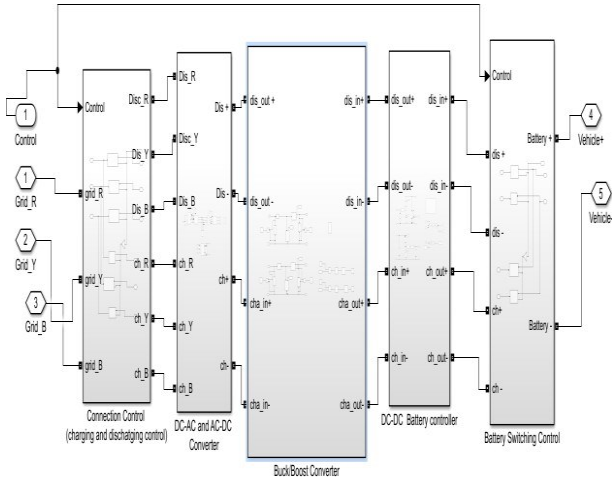 1
Control
1
Grid_R
2
Grid_Y
3
Grid_B
Control
grid_R
grid_Y
grid_B
Disc_R
Dis_Y
Dis_B
ch_R
ch_Y
ch_B
Connection Control
(charging and dischatging control)
Dis_R
Disc_Y
Dis_B
ch_R
ch_Y
ch_B
Dis +
Dis -
ch+
ch-
DC-AC and AC-DC
Converter
dis_out +
dis_out -
cha_in+
cha_in-
dis_in+
dis_in-
cha_out+
cha_out-
Buck/Boost Converter
dis_out+
dis_out-
ch_in+
ch_in-
dis_in+
dis_in-
ch_out+
ch_out-
DC-DC Battery controller
Control
dis +
dis -
ch+
ch -
Battery +
Battery -
Battery Switching Control
4
Vehicle+
5
Vehicle-